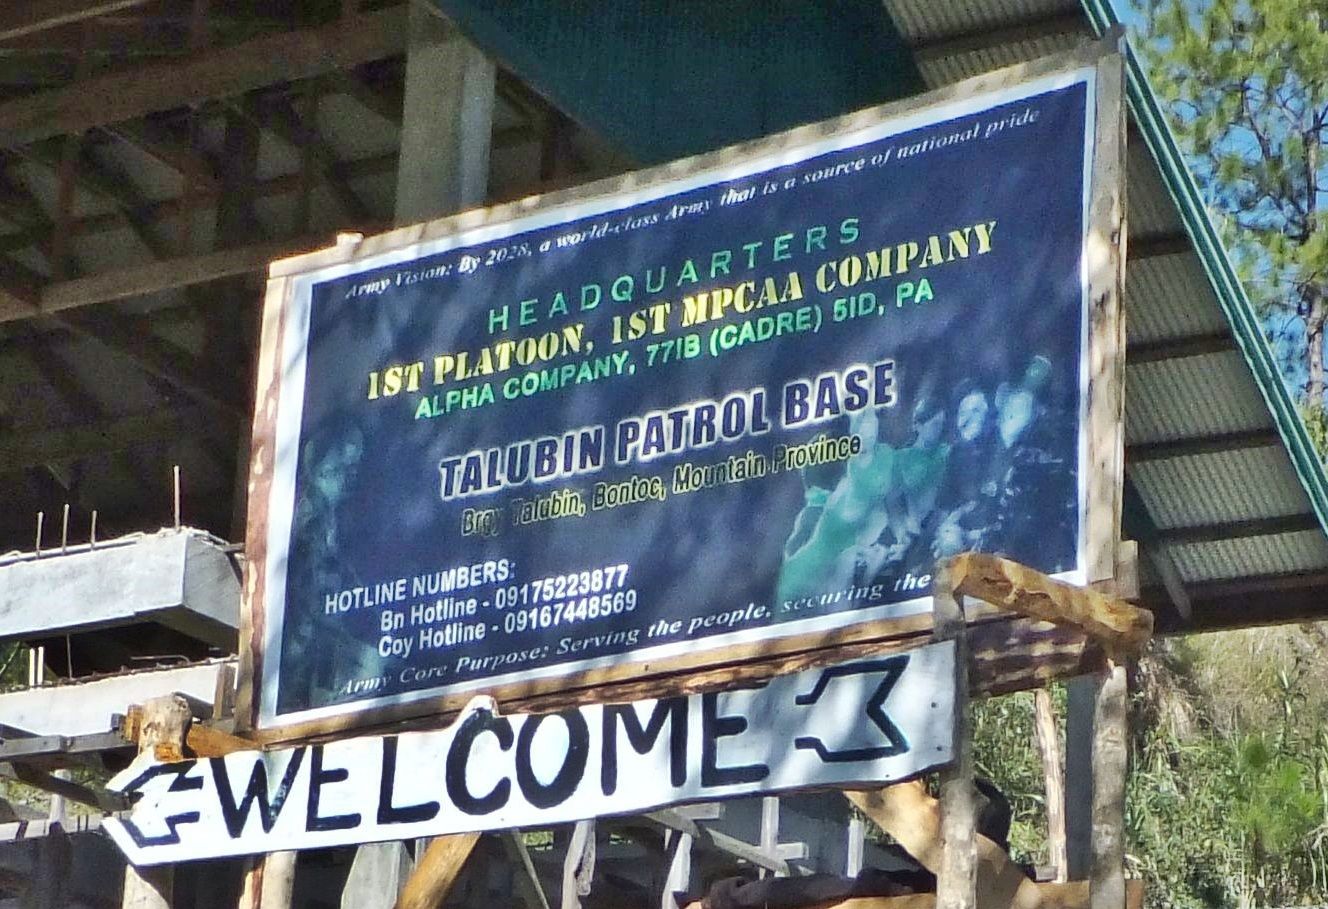 Army Vision: By 2028, a world-class Army that is a source of national pride
HEADQUARTERS
1ST PLATOON, 1ST MPCAA COMPANY
ALPHA COMPANY, 77IB (CADRE) 5ID, PA
TALUBIN PATROL BASE
Brgy Talubin, Bontoc, Mountain Province
HOTLINE NUMBERS:
Bn Hotline - 09175223877
Coy Hotline - 09167448569
Army Core Purpose: Serving the people, securing the
WELCOME